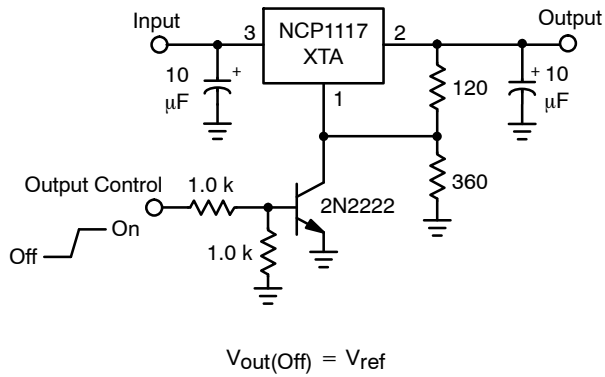 Input
3
NCP1117
XTA
2
Output
10
µF
+
1
120
+ 10
µF
360
Output Control
1.0 k
2N2222
On
Off
1.0 k
Vout(Off) = Vref